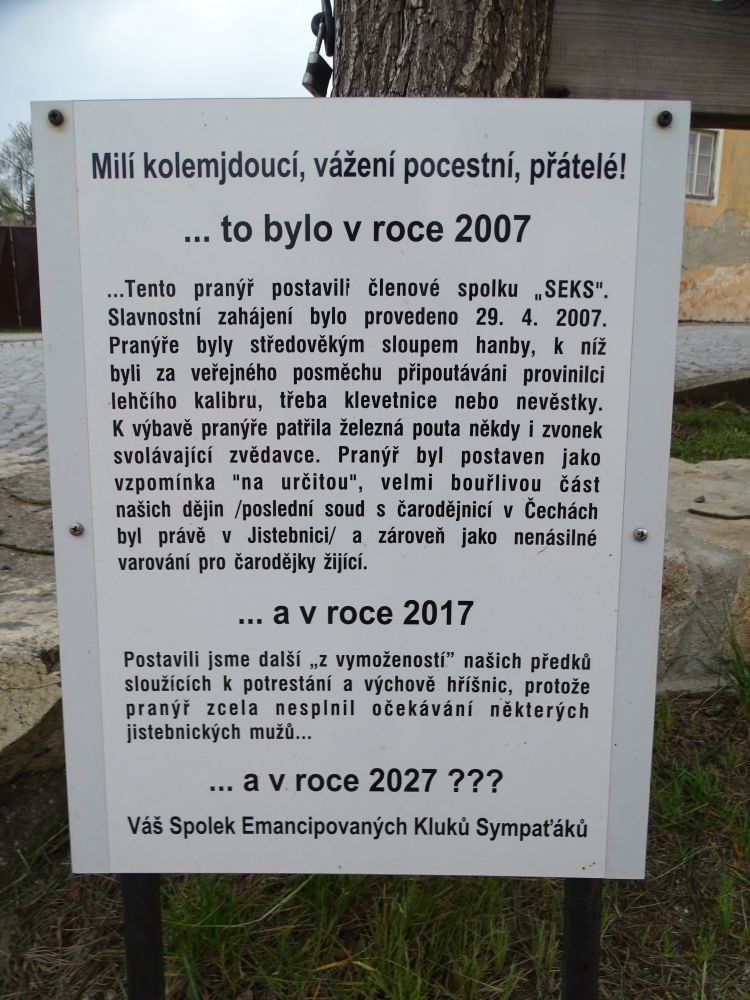 Milí kolemjdoucí, vážení pocestní, přátelé!
... to bylo v roce 2007
...Tento pranýř postavili členové spolku „SEKS".
Slavnostní zahájení bylo provedeno 29. 4. 2007.
Pranýře byly středověkým sloupem hanby, k níž
byli za veřejného posměchu připoutáváni provinilci
lehčího kalibru, třeba klevetnice nebo nevěstky.
K výbavě pranýře patřila železná pouta někdy i zvonek
svolávající zvědavce. Pranýř byl postaven jako
vzpomínka "na určitou", velmi bouřlivou část
našich dějin /poslední soud s čarodějnicí v Čechách
byl právě v Jistebnici/ a zároveň jako nenásilné
varování pro čarodějky žijící.
... a v roce 2017
Postavili jsme další „z vymožeností” našich předků
sloužících k potrestání a výchově hříšnic, protože
pranýř zcela nesplnil očekávání některých
jistebnických mužů...
... a v roce 2027 ???
Váš Spolek Emancipovaných Kluků Sympaťáků